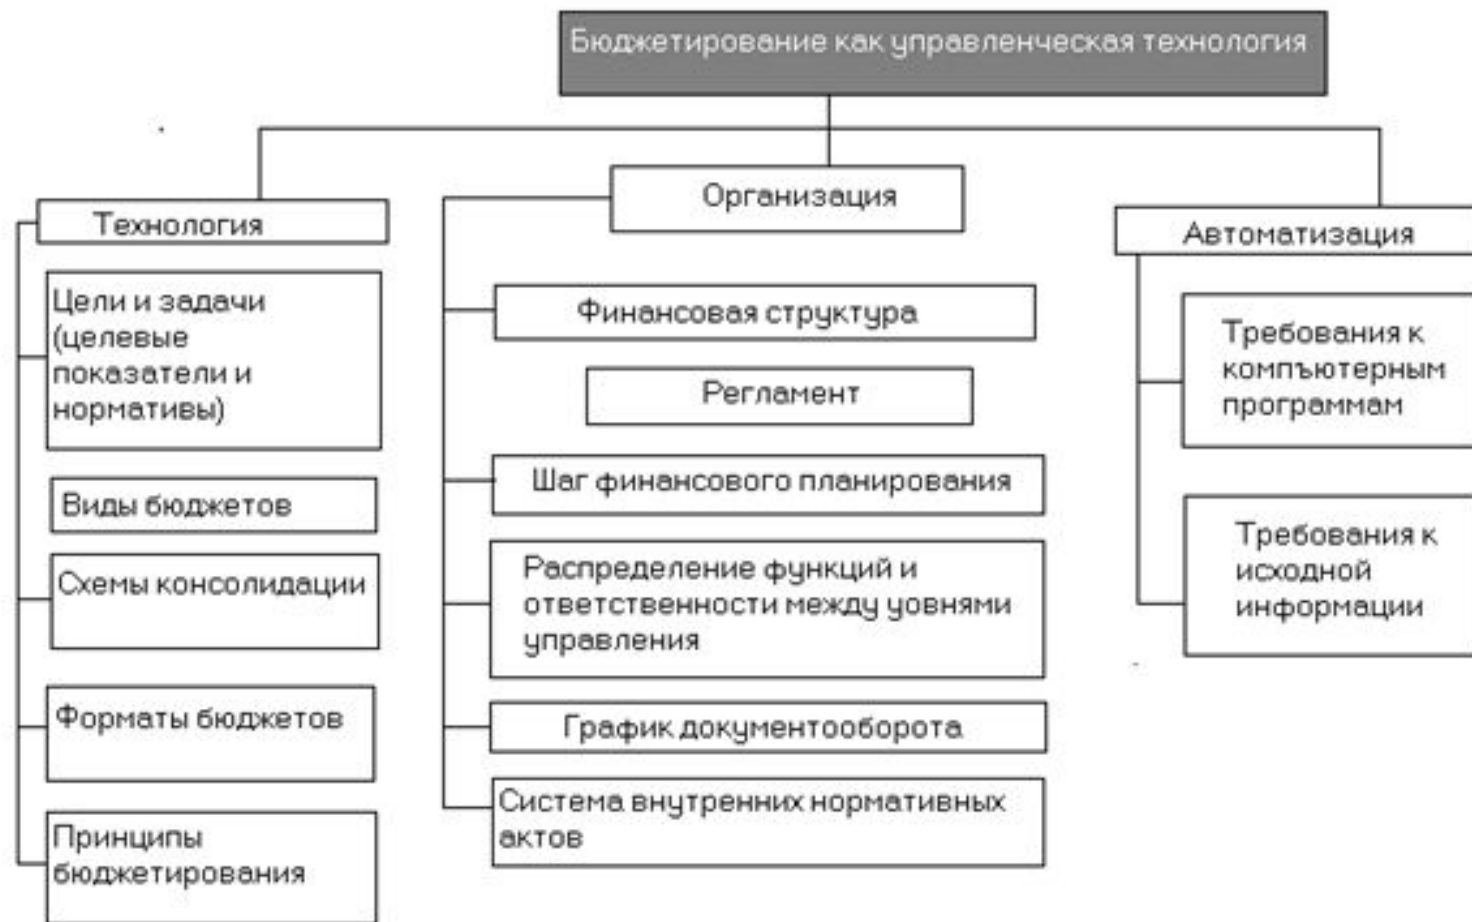 Бюджетирование как управленческая технология
Технология
Цели и задачи
(целевые
показатели и
нормативы)
Виды бюджетов
Схемы консолидации
Форматы бюджетов
Принципы
бюджетирования
Организация
Финансовая структура
Регламент
Шаг финансового планирования
Распределение функций и
ответственности между уовнями
управления
График документооборота
Система внутренних нормативных
актов
Автоматизация
Требования к
компъютерным
программам
Требования к
исходной
информации